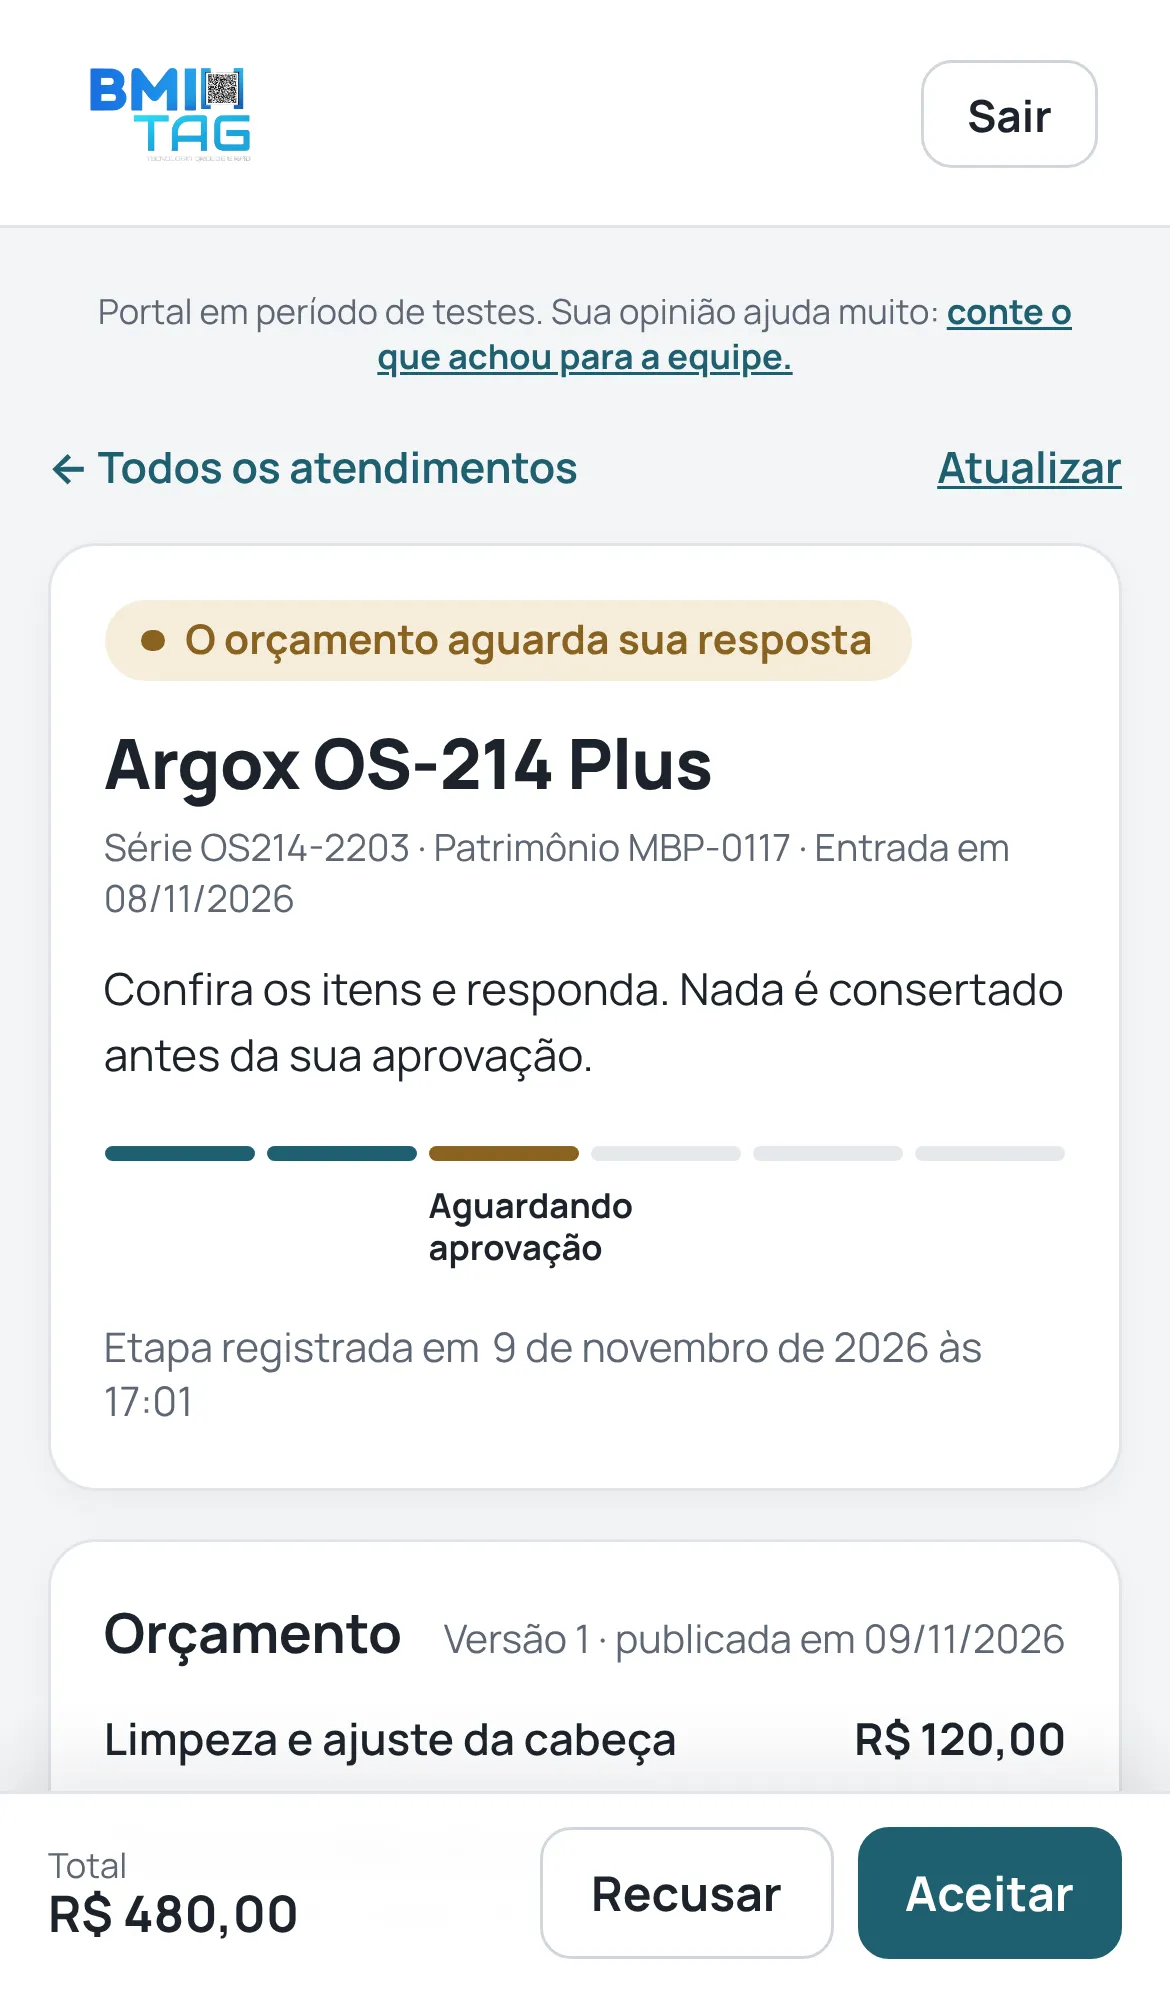 BMI
TAG
Sair
Portal em período de testes. Sua opinião ajuda muito: conte o
que achou para a equipe.
← Todos os atendimentos
Atualizar
O orçamento aguarda sua resposta
Argox OS-214 Plus
Série OS214-2203 · Patrimônio MBP-0117 · Entrada em
08/11/2026
Confira os itens e responda. Nada é consertado
antes da sua aprovação.
Aguardando
aprovação
Etapa registrada em 9 de novembro de 2026 às
17:01
Orçamento
Versão 1 · publicada em 09/11/2026
Limpeza e ajuste da cabeça
R$ 120,00
Total
R$ 480,00
Recusar
Aceitar